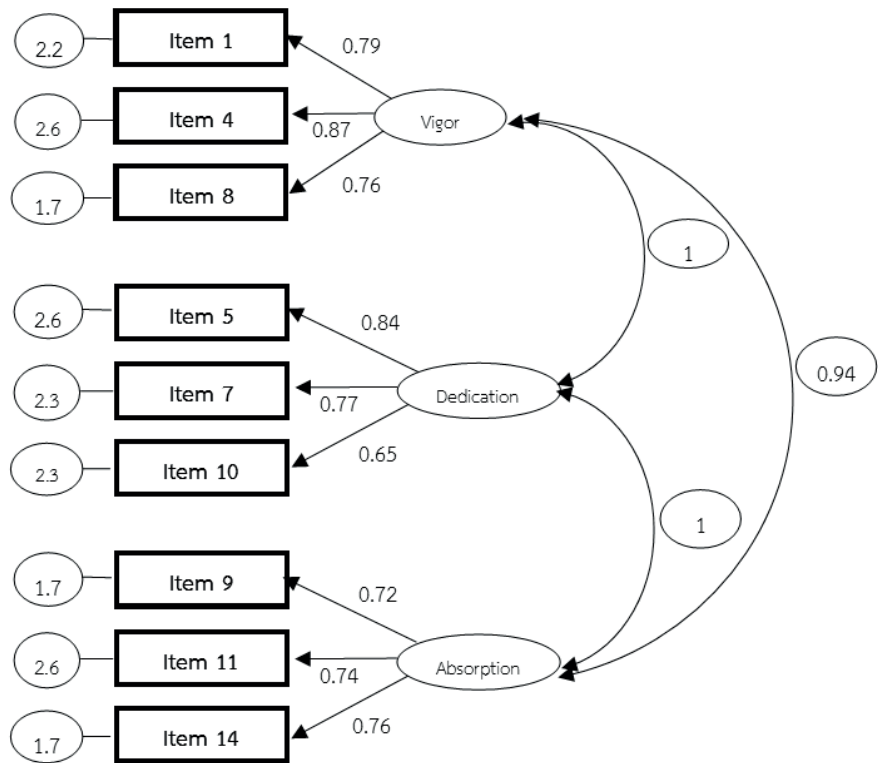 2.2
Item 1
0.79
2.6
Item 4
0.87
Vigor
1.7
Item 8
0.76
1
2.6
Item 5
0.84
0.94
2.3
Item 7
0.77
Dedication
2.3
Item 10
0.65
1
1.7
Item 9
0.72
2.6
Item 11
0.74
Absorption
1.7
Item 14
0.76